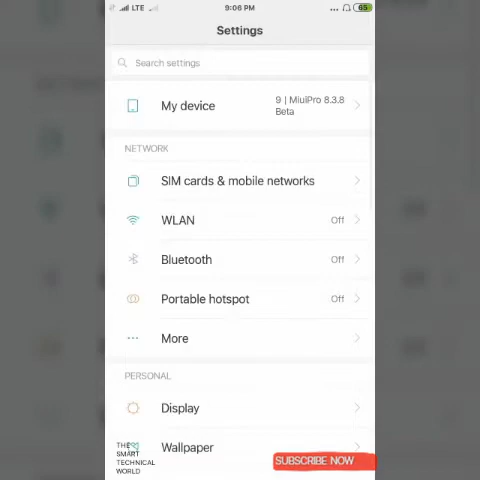 LTE
9:06 PM
65
Settings
Search settings
My device
9 | MiuiPro 8.3.8
Beta
NETWORK
SIM cards & mobile networks
WLAN
Off
Bluetooth
Off
Portable hotspot
Off
More
PERSONAL
Display
Wallpaper
THE
SMART
TECHNICAL
WORLD
SUBSCRIBE NOW